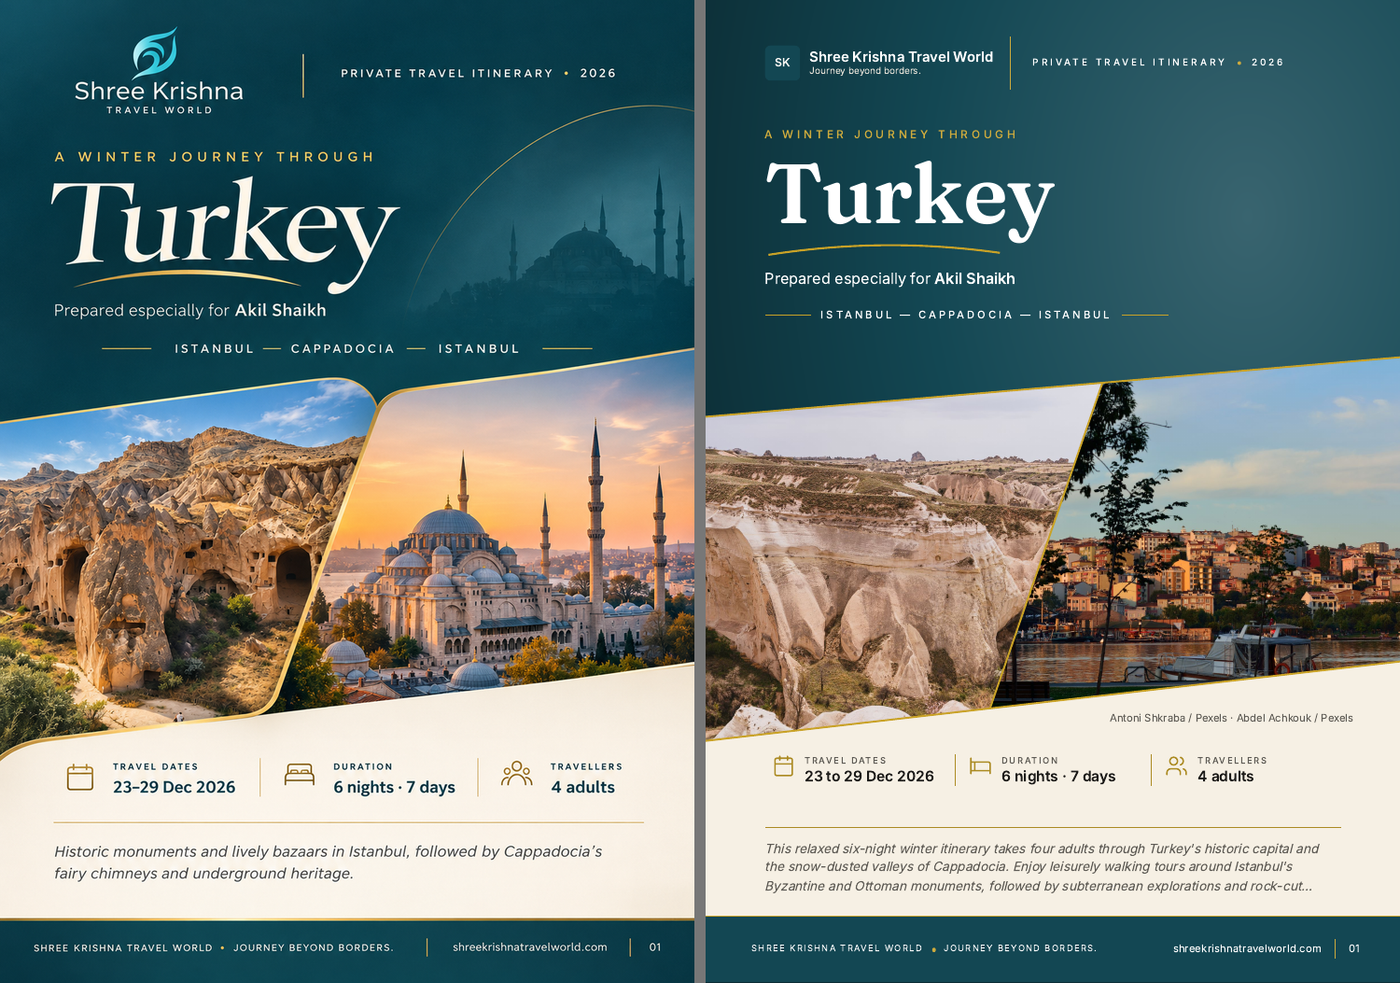 Shree Krishna
TRAVEL WORLD
PRIVATE TRAVEL ITINERARY • 2026
A WINTER JOURNEY THROUGH
Turkey
Prepared especially for Akil Shaikh
ISTANBUL — CAPPADOCIA — ISTANBUL
TRAVEL DATES
23–29 Dec 2026
DURATION
6 nights · 7 days
TRAVELLERS
4 adults
Historic monuments and lively bazaars in Istanbul, followed by Cappadocia’s
fairy chimneys and underground heritage.
SHREE KRISHNA TRAVEL WORLD • JOURNEY BEYOND BORDERS.
shreekrishnatravelworld.com
01
SK
Shree Krishna Travel World
Journey beyond borders.
PRIVATE TRAVEL ITINERARY • 2026
A WINTER JOURNEY THROUGH
Turkey
Prepared especially for Akil Shaikh
ISTANBUL — CAPPADOCIA — ISTANBUL
Antoni Shkraba / Pexels · Abdel Achkouk / Pexels
TRAVEL DATES
23 to 29 Dec 2026
DURATION
6 nights · 7 days
TRAVELLERS
4 adults
This relaxed six-night winter itinerary takes four adults through Turkey's historic capital and
the snow-dusted valleys of Cappadocia. Enjoy leisurely walking tours around Istanbul's
Byzantine and Ottoman monuments, followed by subterranean explorations and rock-cut...
SHREE KRISHNA TRAVEL WORLD • JOURNEY BEYOND BORDERS.
shreekrishnatravelworld.com
01